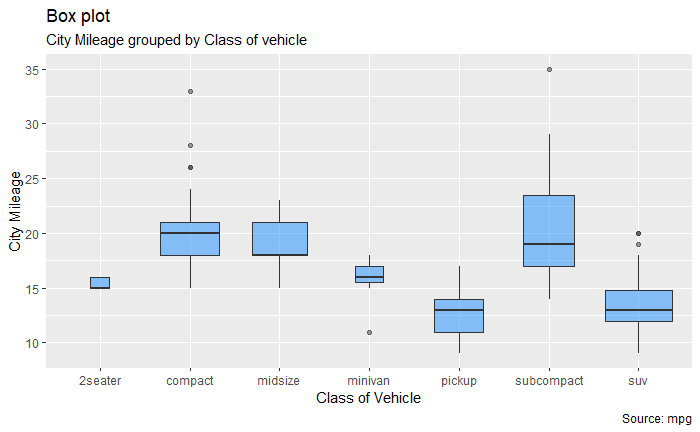 Box plot
City Mileage grouped by Class of vehicle
City Mileage
35
30
25
20
15
10
2seater compact midsize minivan pickup subcompact suv
Class of Vehicle
Source: mpg